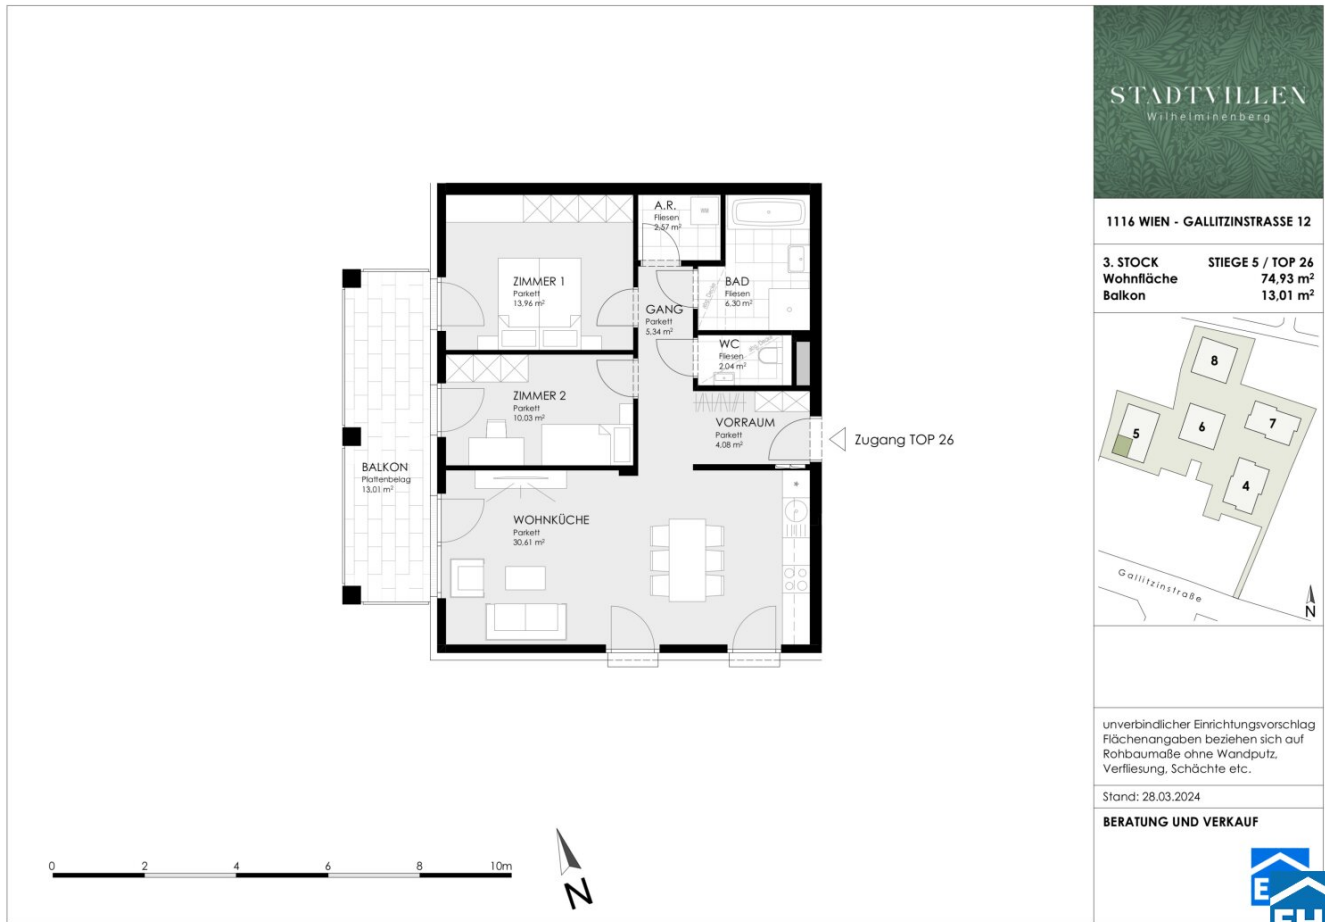 A.R.
Fliesen
2,57 m²
WM
ZIMMER 1
Parkett
13,96 m²
BAD
Fliesen
6,30 m²
GANG
Parkett
5,34 m²
WC
Fliesen
2,04 m²
ZIMMER 2
Parkett
10,03 m²
VORRAUM
Parkett
4,08 m²
Zugang TOP 26
BALKON
Plattenbelag
13,01 m²
WOHNKÜCHE
Parkett
30,61 m²
0 2 4 6 8 10m
N
STADTVILLEN
Wilhelminenberg
1116 WIEN - GALLITZINSTRASSE 12
3. STOCK STIEGE 5 / TOP 26
Wohnfläche 74,93 m²
Balkon 13,01 m²
8
5
6
7
4
Gallitzinstraße
N
unverbindlicher Einrichtungsvorschlag
Flächenangaben beziehen sich auf
Rohbaumaße ohne Wandputz,
Verfliesung, Schächte etc.
Stand: 28.03.2024
BERATUNG UND VERKAUF
E
EH